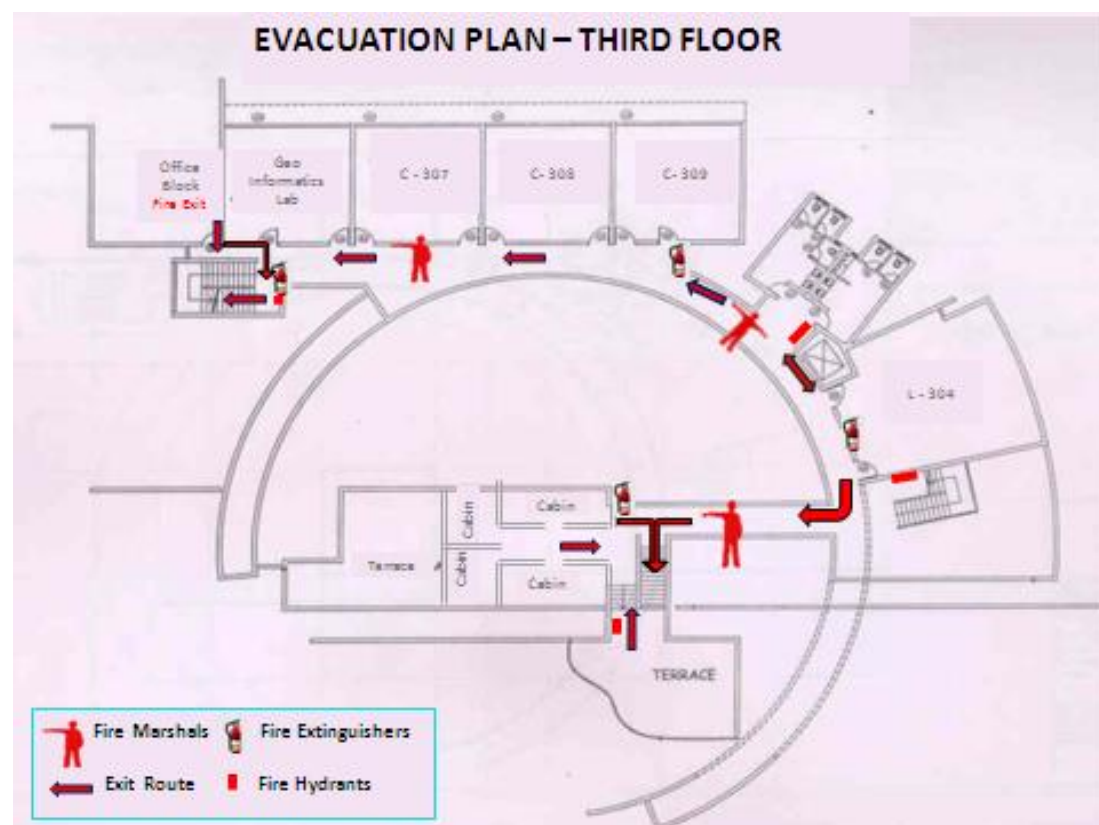 EVACUATION PLAN – THIRD FLOOR
Office
Block
Fire Exit
Geo
Informatics
Lab
C - 307
C- 308
C- 309
L - 304
Cabin
Cabin
Cabin
Cabin
Terrace
TERRACE
Fire Marshals
Fire Extinguishers
Exit Route
Fire Hydrants